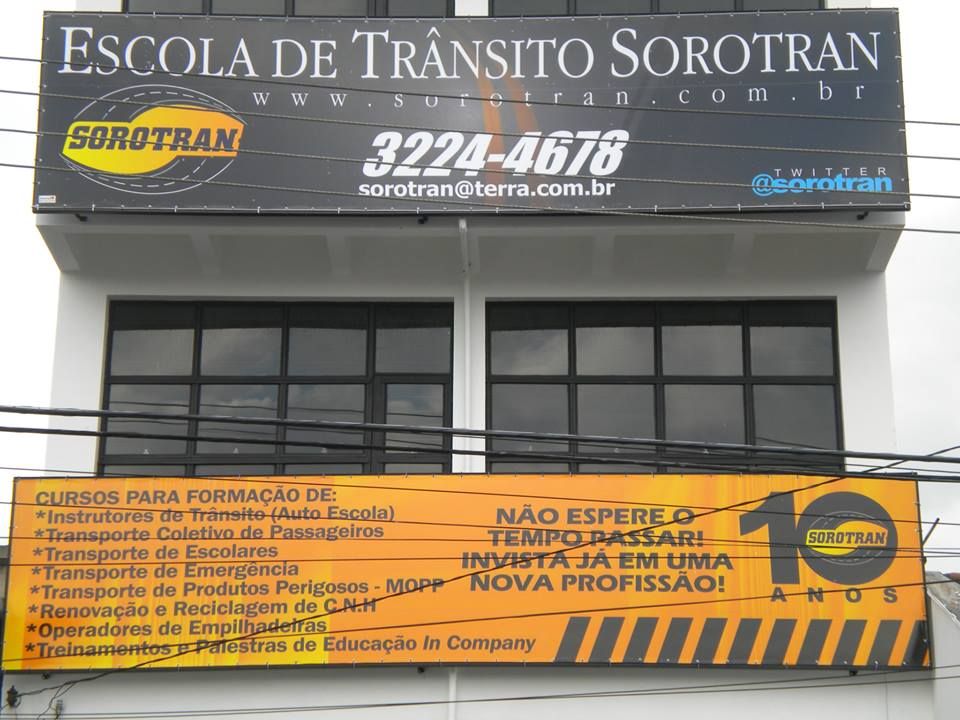 ESCOLA DE TRÂNSITO SOROTRAN
www.sorotran.com.br
SOROTRAN
3224-4678
sorotran@terra.com.br
TWITTER
@sorotran
CURSOS PARA FORMAÇÃO DE:
*Instrutores de Trânsito (Auto Escola)
*Transporte Coletivo de Passageiros
*Transporte de Escolares
*Transporte de Emergência
*Transporte de Produtos Perigosos - MOPP
*Renovação e Reciclagem de C.N.H
*Operadores de Empilhadeiras
*Treinamentos e Palestras de Educação In Company
NÃO ESPERE O
TEMPO PASSAR!
INVISTA JÁ EM UMA
NOVA PROFISSÃO!
10
SOROTRAN
ANOS